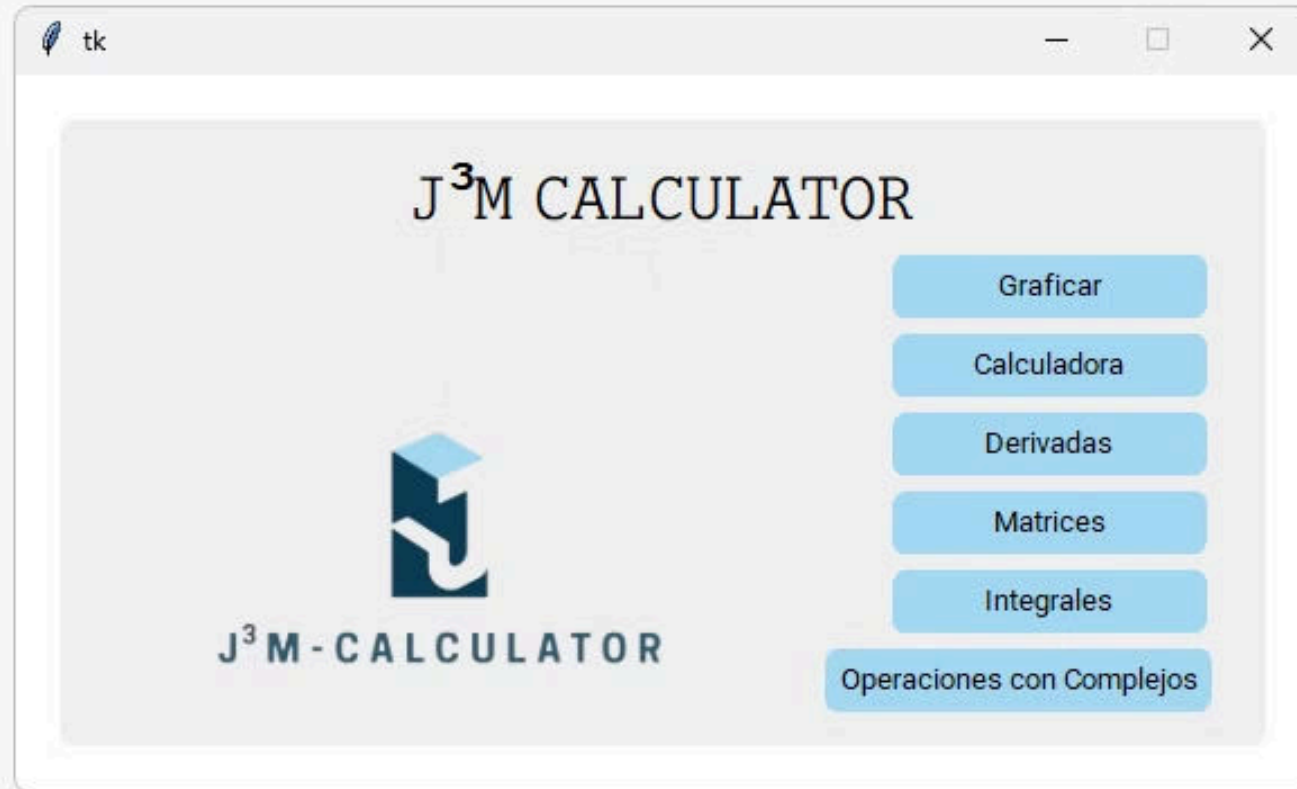 tk
J³M CALCULATOR
Graficar
Calculadora
Derivadas
Matrices
Integrales
Operaciones con Complejos
J³M-CALCULATOR